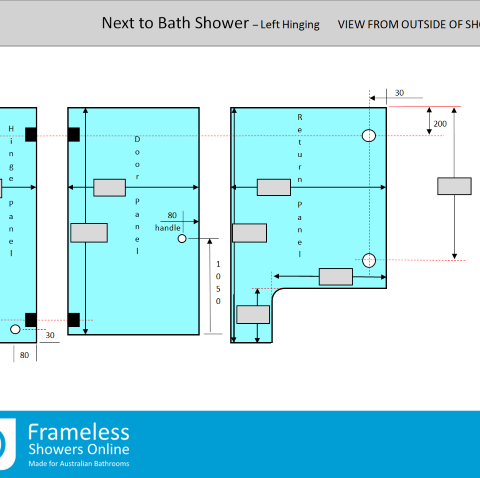 Next to Bath Shower – Left Hinging VIEW FROM OUTSIDE OF SH
30
200
Hinge Panel
Door Panel
Return Panel
80
handle
1050
30
80
Frameless
Showers Online
Made for Australian Bathrooms